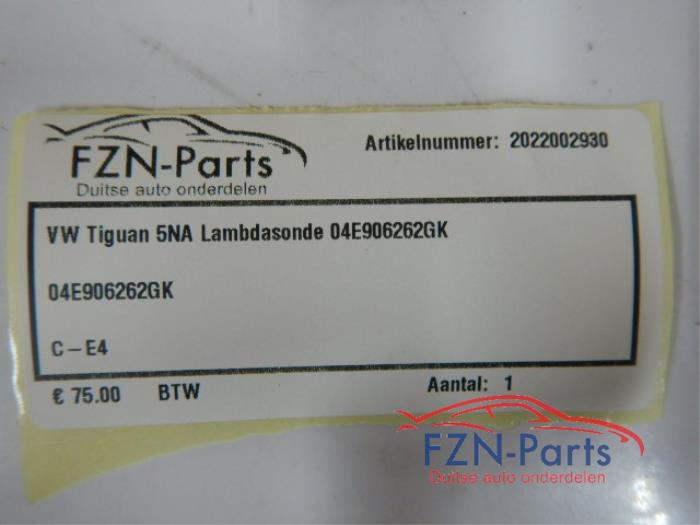 FZN-Parts
Duitse auto onderdelen
Artikelnummer: 2022002930
VW Tiguan 5NA Lambdasonde 04E906262GK
04E906262GK
C-E4
€ 75.00 BTW Aantal: 1
FZN-Parts
Duitse auto onderdelen